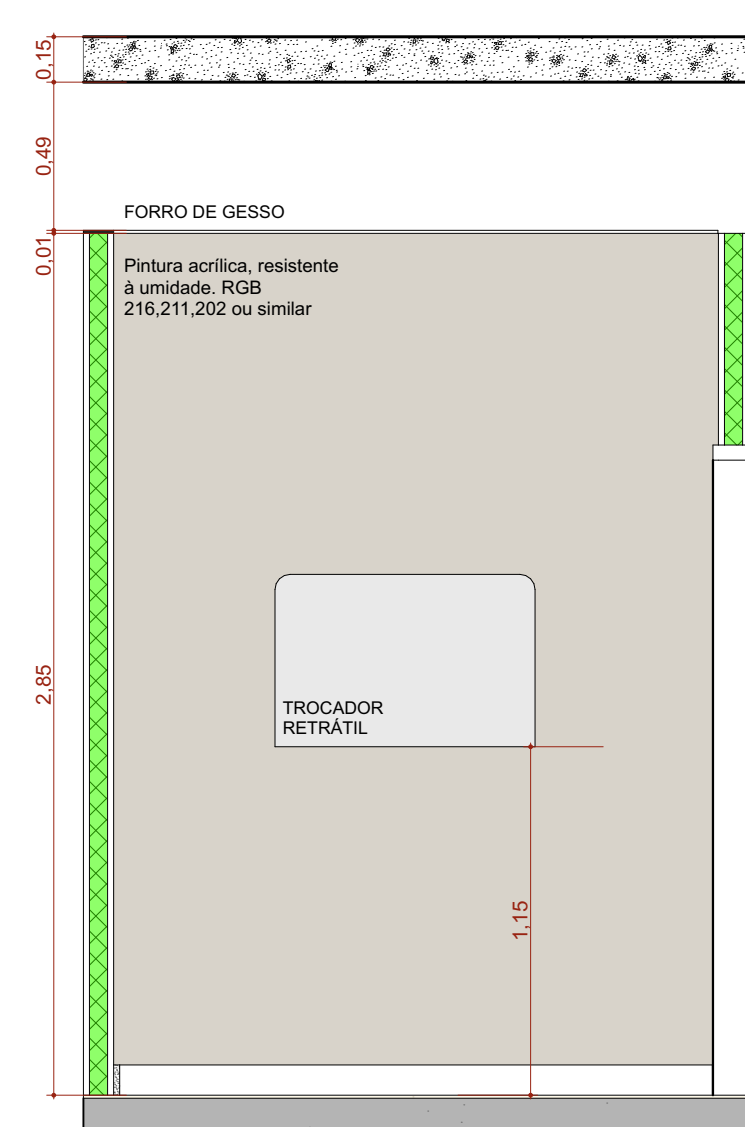 0,15
0,49
FORRO DE GESSO
0,01
Pintura acrílica, resistente
à umidade. RGB
216,211,202 ou similar
2,85
TROCADOR
RETRÁTIL
1,15